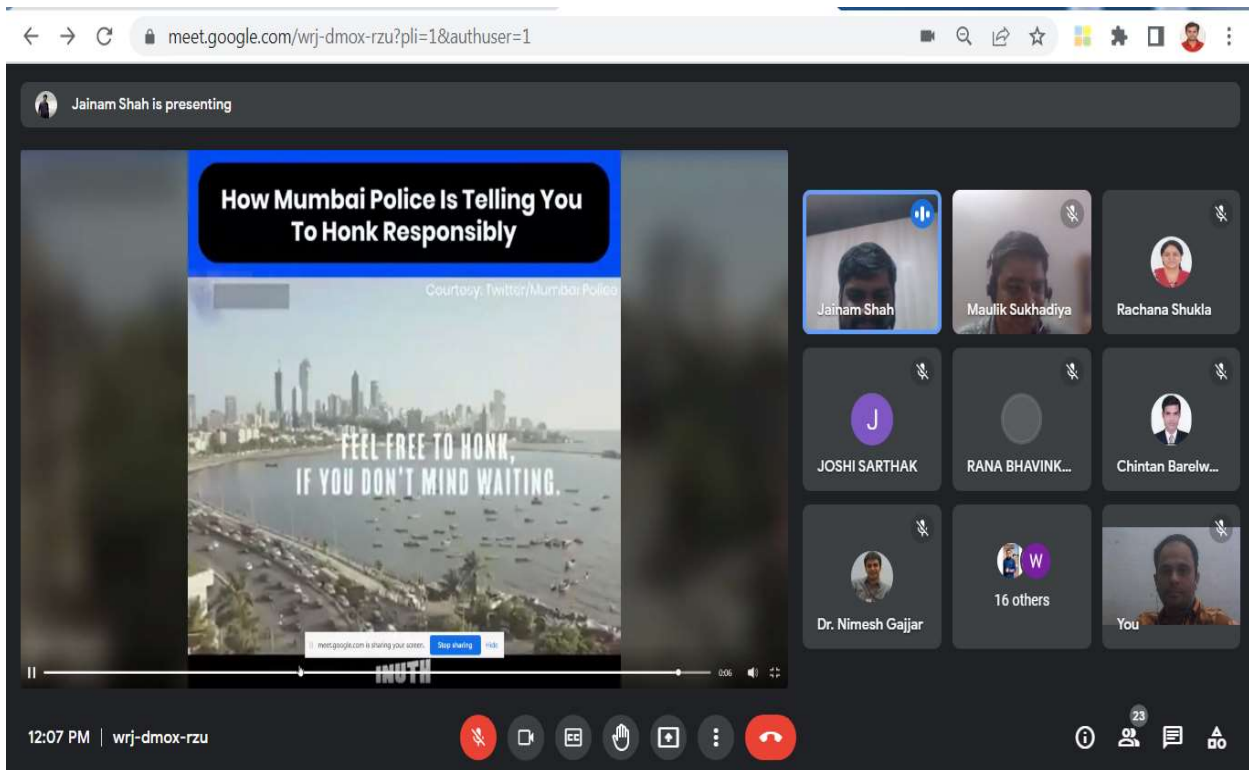 meet.google.com/wrj-dmox-rzu?pli=1&authuser=1
Jainam Shah is presenting
How Mumbai Police Is Telling You
To Honk Responsibly
Courtesy: Twitter/Mumbai Police
FEEL FREE TO HONK,
IF YOU DON'T MIND WAITING.
meet.google.com is sharing your screen.
Stop sharing
Hide
INUTH
0:06
Jainam Shah
Maulik Sukhadiya
Rachana Shukla
J
JOSHI SARTHAK
RANA BHAVINK...
Chintan Barelw...
Dr. Nimesh Gajjar
W
16 others
You
12:07 PM | wrj-dmox-rzu
CC
23